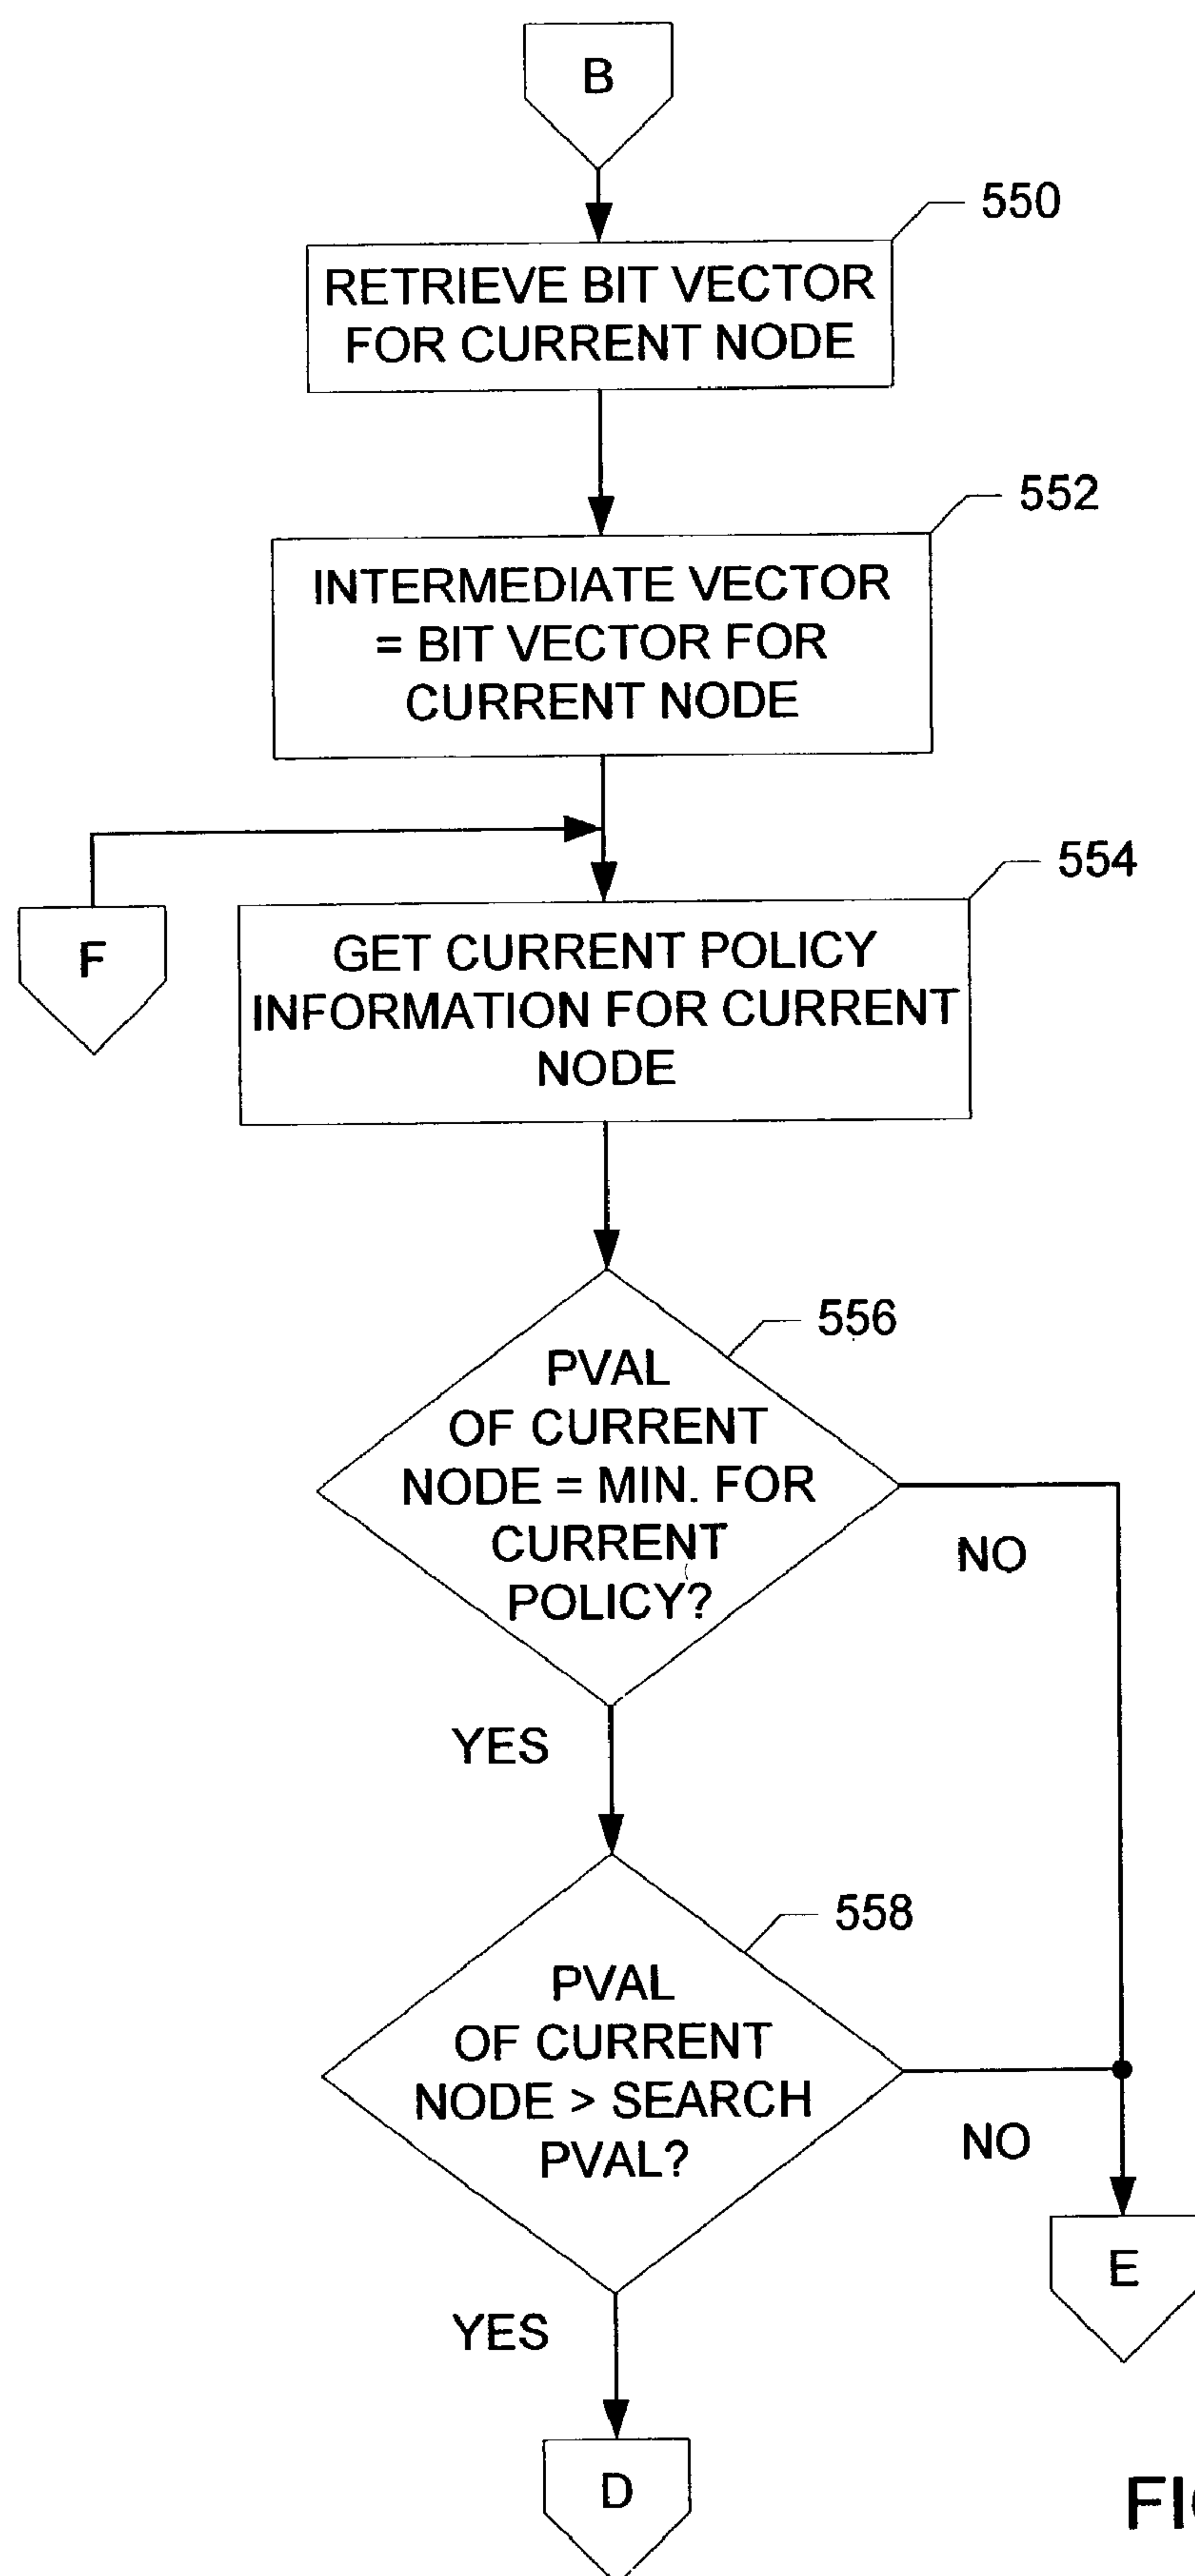 B
550
RETRIEVE BIT VECTOR
FOR CURRENT NODE
552
INTERMEDIATE VECTOR
= BIT VECTOR FOR
CURRENT NODE
554
F
GET CURRENT POLICY
INFORMATION FOR CURRENT
NODE
556
PVAL
OF CURRENT
NODE = MIN. FOR
CURRENT
POLICY?
NO
YES
558
PVAL
OF CURRENT
NODE > SEARCH
PVAL?
NO
E
YES
D